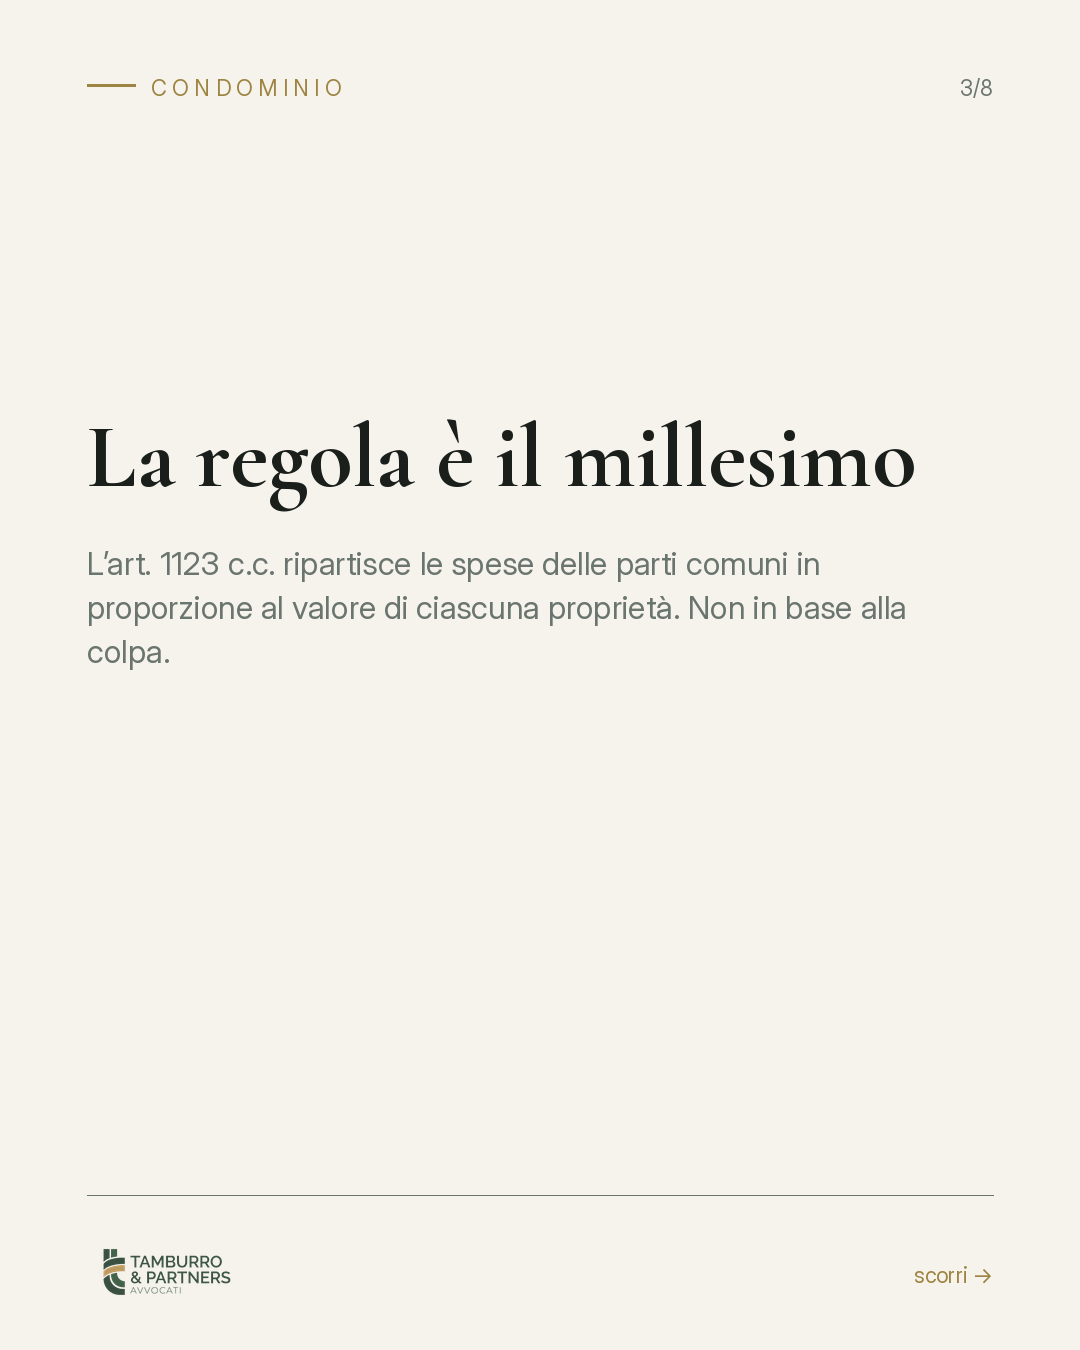 CONDOMINIO
3/8
La regola è il millesimo
L’art. 1123 c.c. ripartisce le spese delle parti comuni in
proporzione al valore di ciascuna proprietà. Non in base alla
colpa.
TAMBURRO
& PARTNERS
AVVOCATI
scorri →